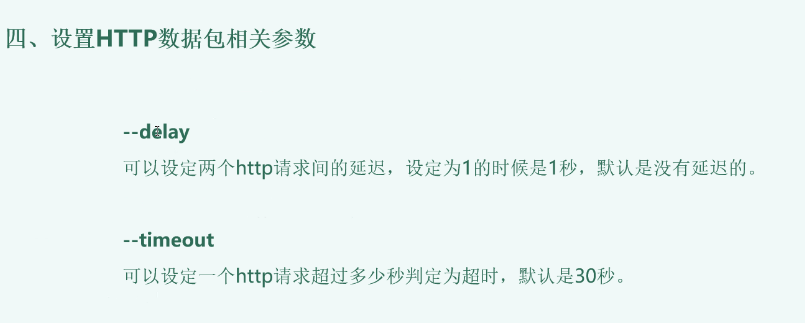 四、设置HTTP数据包相关参数
--delay
可以设定两个http请求间的延迟，设定为1的时候是1秒，默认是没有延迟的。
--timeout
可以设定一个http请求超过多少秒判定为超时，默认是30秒。